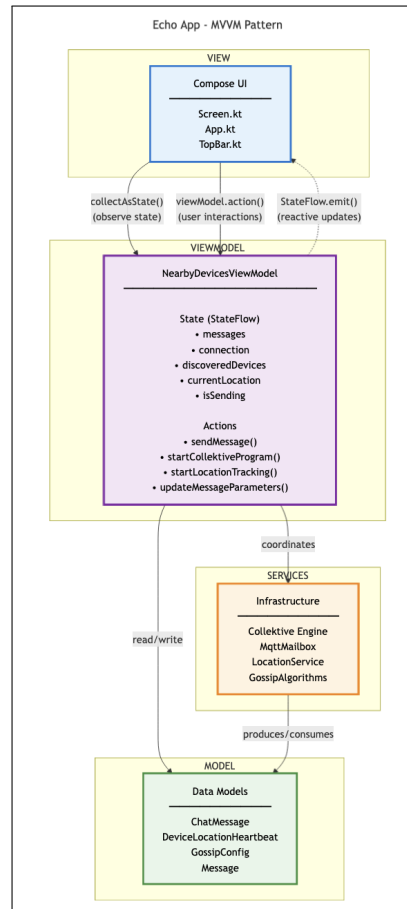 Echo App - MVVM Pattern
VIEW
Compose UI
Screen.kt
App.kt
TopBar.kt
collectAsState()
(observe state)
viewModel.action()
(user interactions)
StateFlow.emit()
(reactive updates)
VIEWMODEL
NearbyDevicesViewModel
State (StateFlow)
• messages
• connection
• discoveredDevices
• currentLocation
• isSending
Actions
• sendMessage()
• startCollektiveProgram()
• startLocationTracking()
• updateMessageParameters()
coordinates
SERVICES
Infrastructure
Collektive Engine
MqttMailbox
LocationService
GossipAlgorithms
read/write
produces/consumes
MODEL
Data Models
ChatMessage
DeviceLocationHeartbeat
GossipConfig
Message